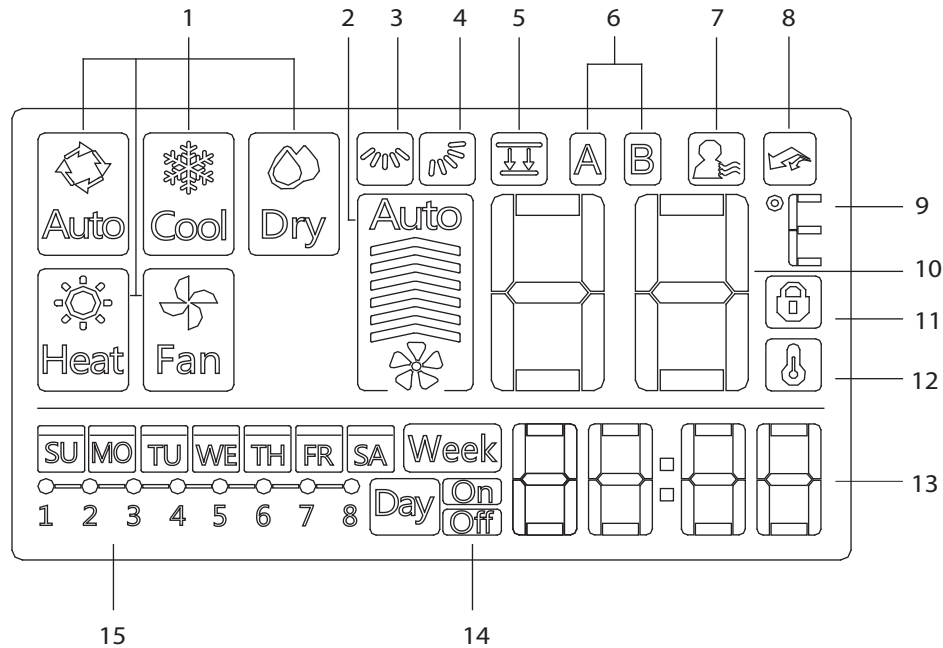 1 2 3 4 5 6 7 8
A B
Auto Cool Dry Auto
9
10
11
Heat Fan
12
SU MO TU WE TH FR SA Week
Day On
Off
13
1 2 3 4 5 6 7 8
15 14